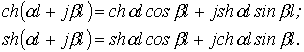 ch(αl + jβl) = chαl cos βl + jshαl sin βl;
sh(αl + jβl) = shαl cos βl + jchαl sin βl.